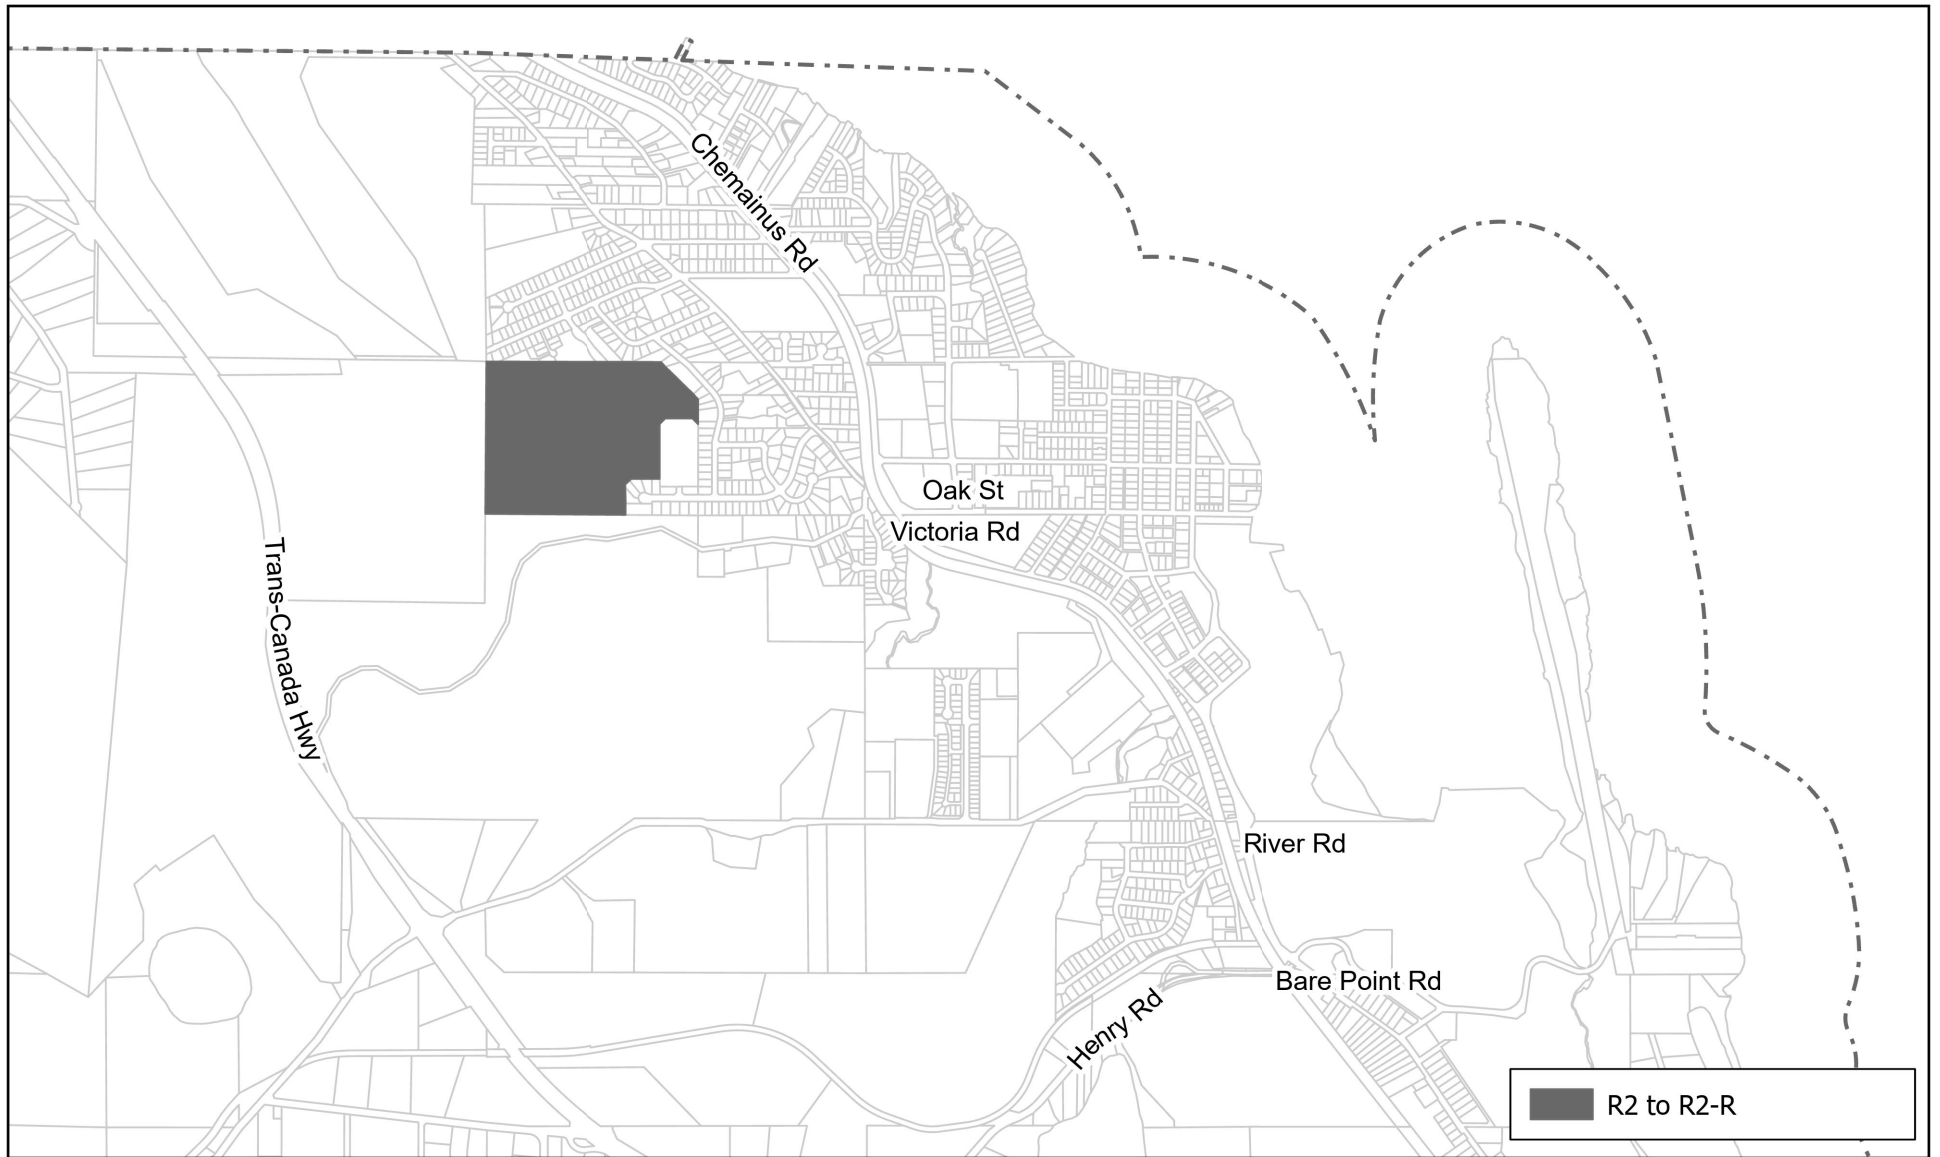 Chemainus Rd
Oak St
Victoria Rd
Trans-Canada Hwy
River Rd
Bare Point Rd
Henry Rd
R2 to R2-R